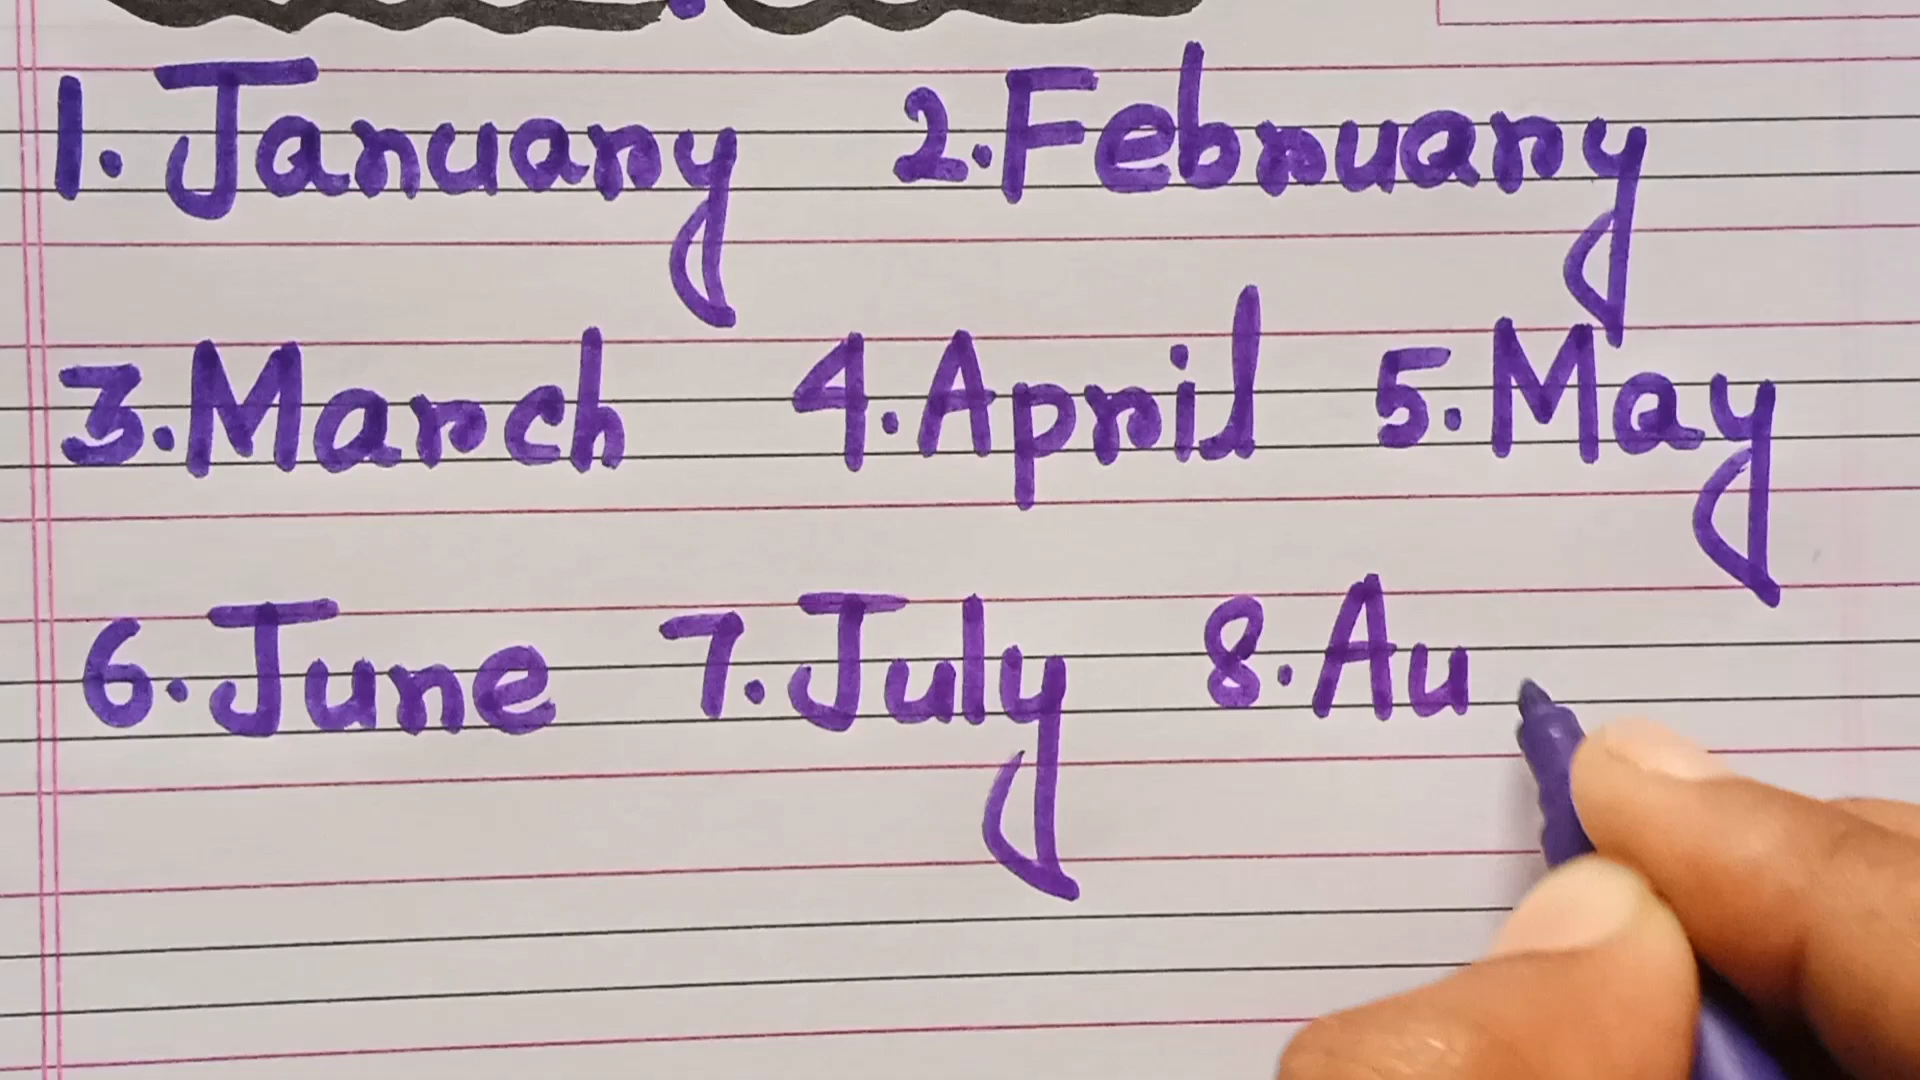 1. January 2. February
3. March 4. April 5. May
6. June 7. July 8. Au